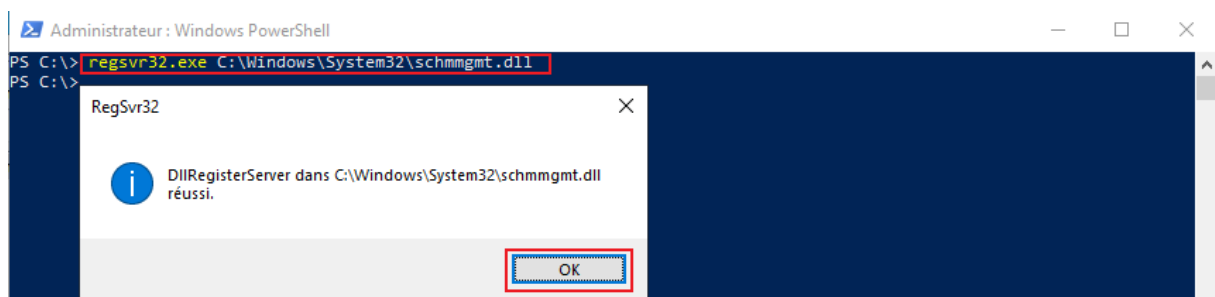 Administrateur : Windows PowerShell
PS C:\> regsvr32.exe C:\Windows\System32\schmmgmt.dll
PS C:\>
RegSvr32
DllRegisterServer dans C:\Windows\System32\schmmgmt.dll
réussi.
OK